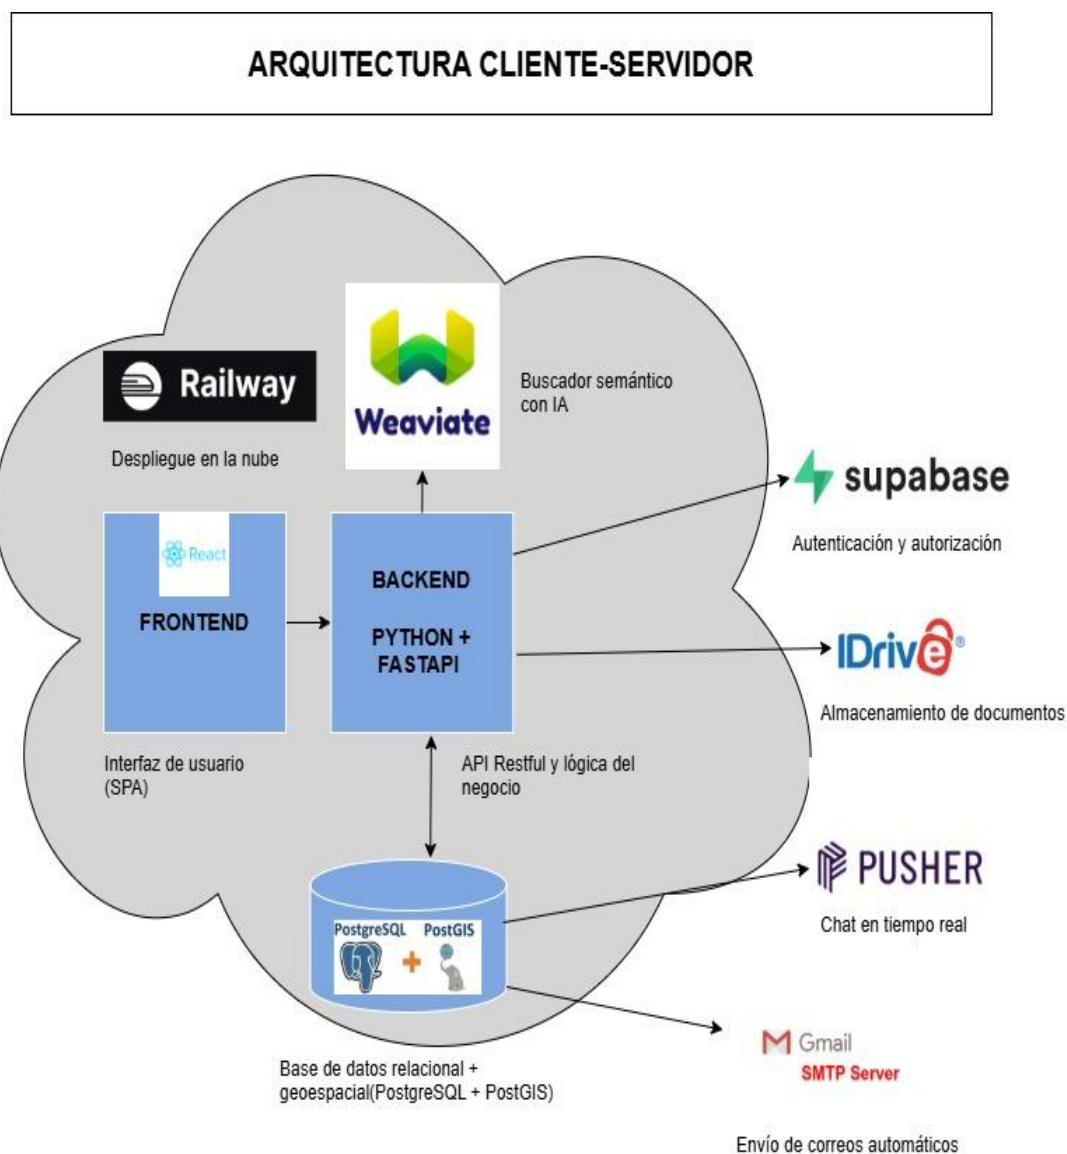 ARQUITECTURA CLIENTE-SERVIDOR
Railway
Despliegue en la nube
Weaviate
Buscador semántico
con IA
supabase
Autenticación y autorización
React
FRONTEND
BACKEND
PYTHON +
FASTAPI
IDrive®
Almacenamiento de documentos
Interfaz de usuario
(SPA)
API Restful y lógica del
negocio
PUSHER
Chat en tiempo real
PostgreSQL
PostGIS
+
Base de datos relacional +
geoespacial(PostgreSQL + PostGIS)
Gmail
SMTP Server
Envío de correos automáticos